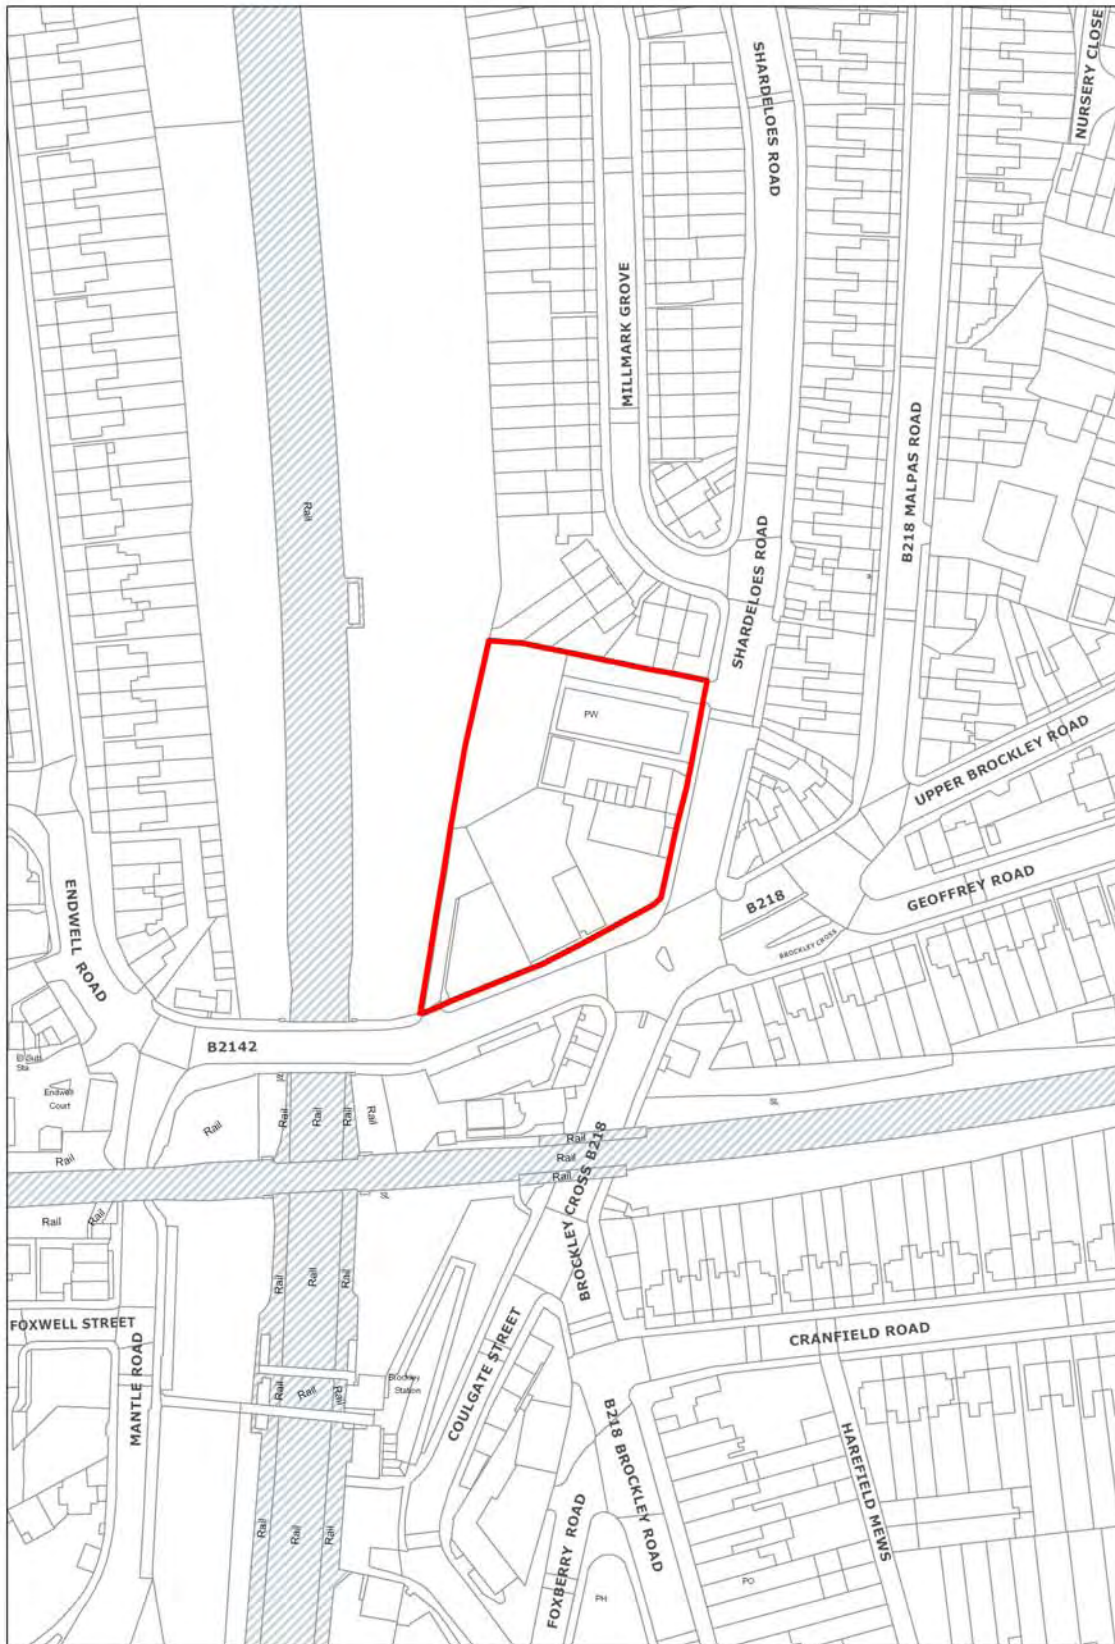 NURSERY CLOSE
SHARDELOES ROAD
MILLMARK GROVE
B218 MALPAS ROAD
Rail
SHARDELOES ROAD
PW
UPPER BROCKLEY ROAD
GEOFFREY ROAD
B218
BROCKLEY CROSS
ENDWELL ROAD
B2142
El Sub
Sta
Endwell
Court
Rail
Rail
Rail
Rail
Rail
Rail
SL
Rail
Rail
Rail
BROCKLEY CROSS B218
SL
Rail
Rail
Rail
Rail
Rail
FOXWELL STREET
MANTLE ROAD
CRANFIELD ROAD
Brockley
Station
Rail
Rail
Rail
COULGATE STREET
B218 BROCKLEY ROAD
HAREFIELD MEWS
FOXBERRY ROAD
Rail
Rail
Rail
PO
PH